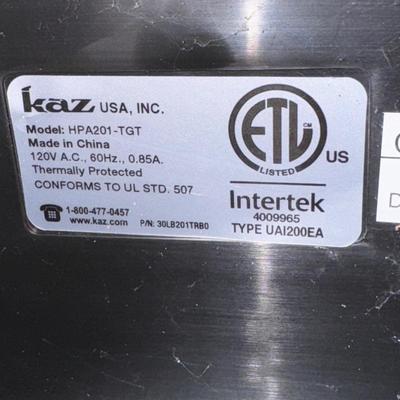 Kaz USA, INC.
Model: HPA201-TGT
Made in China
120V A.C., 60Hz., 0.85A.
Thermally Protected
CONFORMS TO UL STD. 507
1-800-477-0457
www.kaz.com
P/N: 30LB201TRB0
ETL CM
LISTED
US
Intertek
4009965
TYPE UAI200EA
D